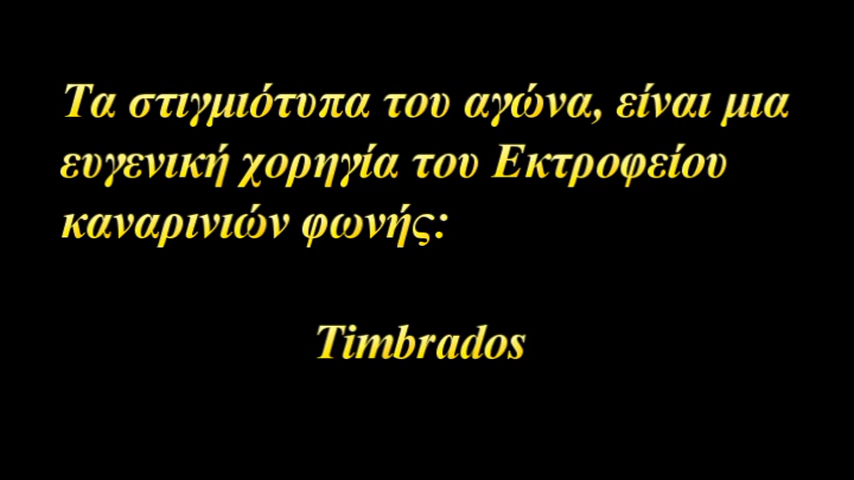 Τα στιγμιότυπα του αγώνα, είναι μια
ευγενική χορηγία του Εκτροφείου
καναρινιών φωνής:
Timbrados